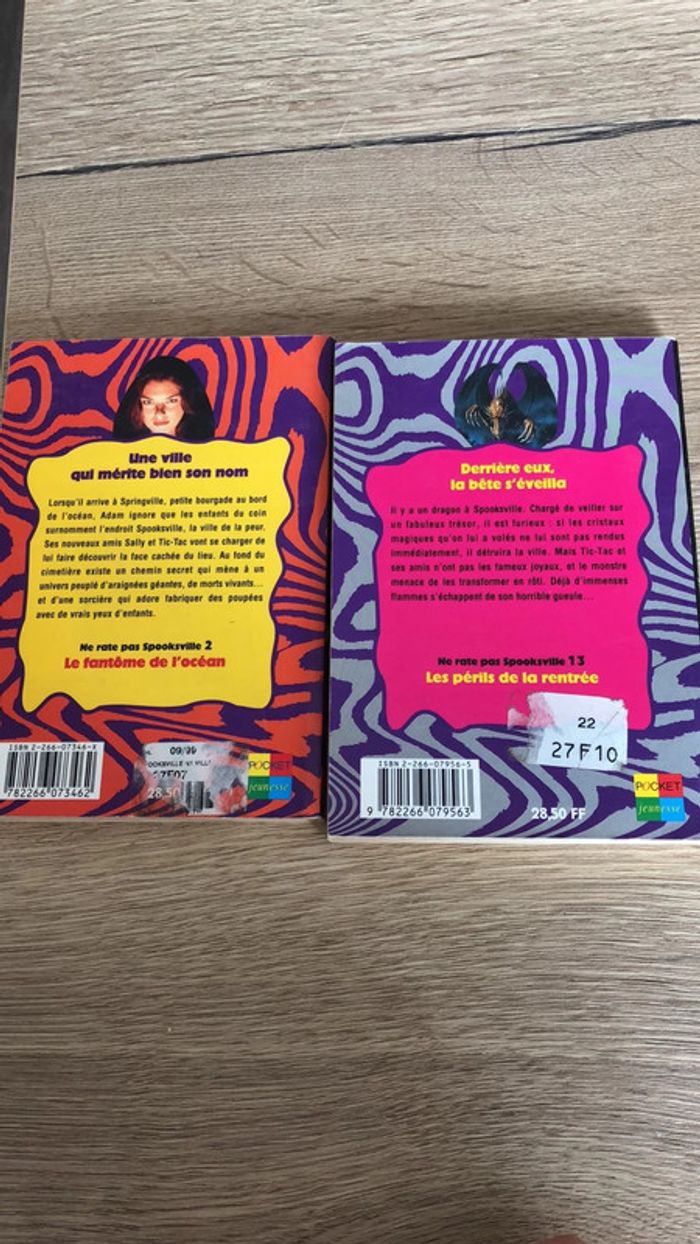 Une ville
qui mérite bien son nom
Lorsqu'il arrive à Springville, petite bourgade au bord
de l'océan, Adam ignore que les enfants du coin
surnomment l'endroit Spooksville, la ville de la peur.
Ses nouveaux amis Sally et Tic-Tac vont se charger de
lui faire découvrir la face cachée du lieu. Au fond du
cimetière existe un chemin secret qui mène à un
univers peuplé d'araignées géantes, de morts vivants...
et d'une sorcière qui adore fabriquer des poupées
avec de vrais yeux d'enfants.
Ne rate pas Spooksville 2
Le fantôme de l'océan
ISBN 2-266-07346-X
9 782266 073462
09/99
28,50
POCKET
jeunesse
Derrière eux,
la bête s'éveilla
Il y a un dragon à Spooksville. Chargé de veiller sur
un fabuleux trésor, il est furieux : si les cristaux
magiques qu'on lui a volés ne lui sont pas rendus
immédiatement, il détruira la ville. Mais Tic-Tac et
ses amis n'ont pas les fameux joyaux, et le monstre
menace de les transformer en rôti. Déjà d'immenses
flammes s'échappent de son horrible gueule...
Ne rate pas Spooksville 13
Les périls de la rentrée
22
27F10
ISBN 2-266-07956-5
9 782266 079563
28,50 FF
POCKET
jeunesse